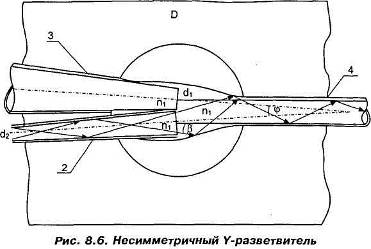 D
3
4
d₁
n₁
n₁
φ
n₁
β
d₂
2
Рис. 8.6. Несимметричный Y-разветвитель